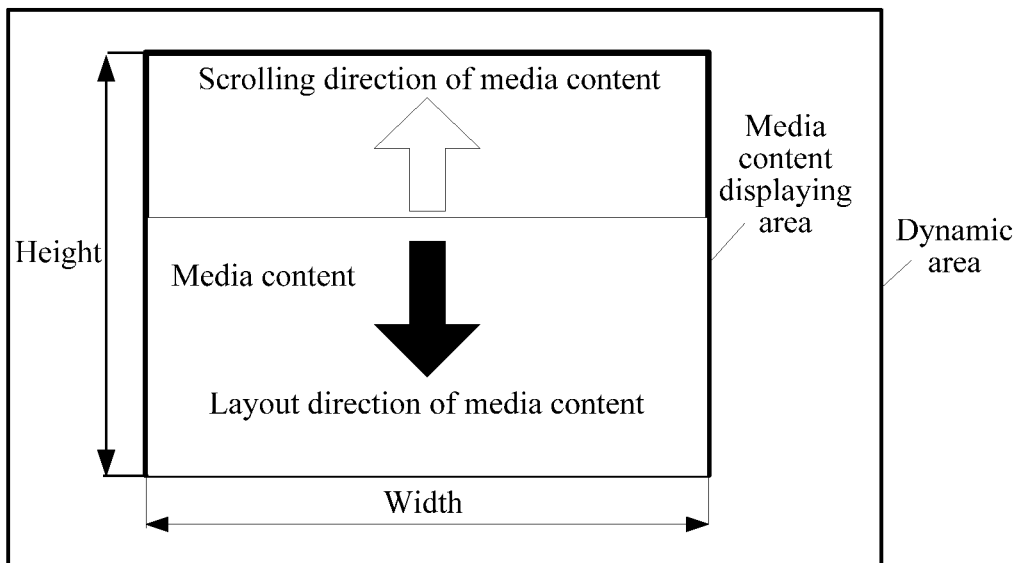 Scrolling direction of media content
Media
content
displaying
area
Dynamic
area
Height
Media content
Layout direction of media content
Width